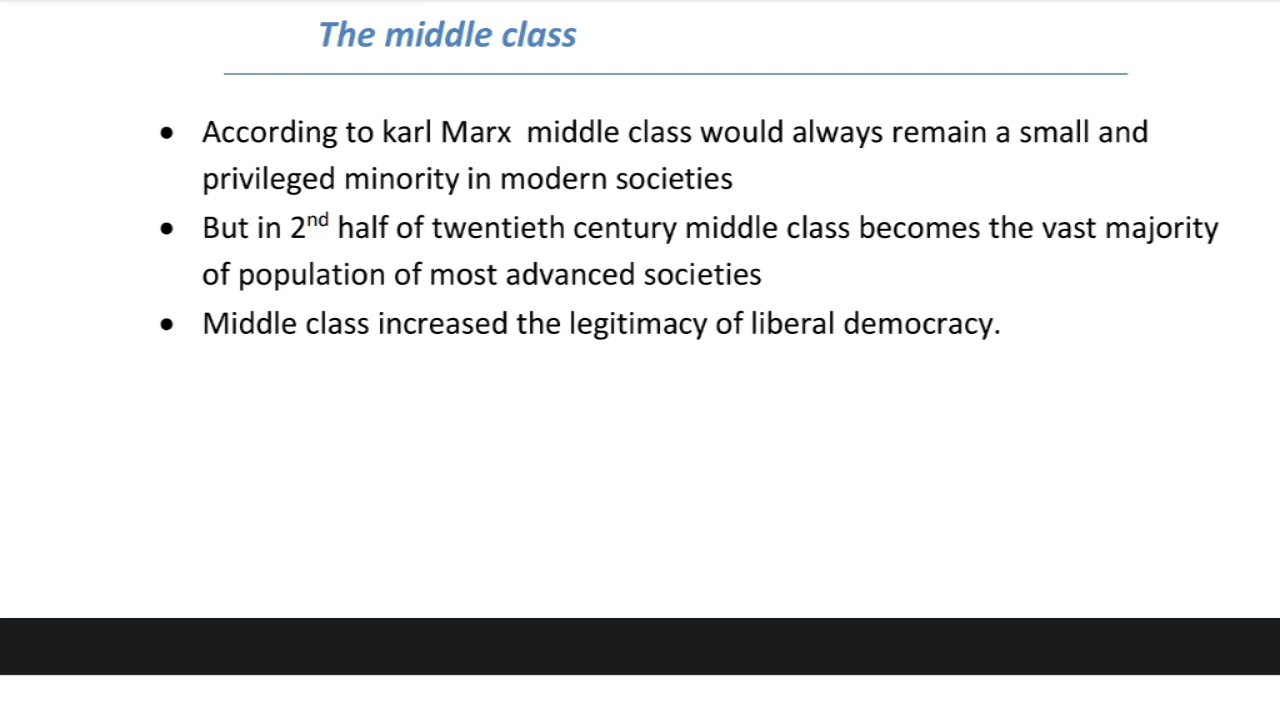 The middle class
• According to karl Marx  middle class would always remain a small and
privileged minority in modern societies
• But in 2nd half of twentieth century middle class becomes the vast majority
of population of most advanced societies
• Middle class increased the legitimacy of liberal democracy.